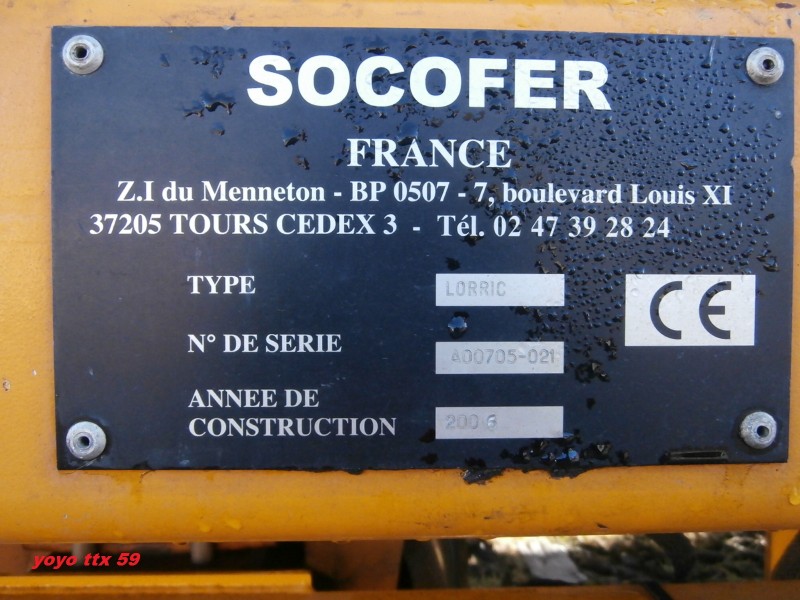 SOCOFER
FRANCE
Z.I du Menneton - BP 0507 - 7, boulevard Louis XI
37205 TOURS CEDEX 3 - Tél. 02 47 39 28 24
TYPE LORRIC
CE
N° DE SERIE A00705-021
ANNEE DE
CONSTRUCTION 2006
yoyo ttx 59